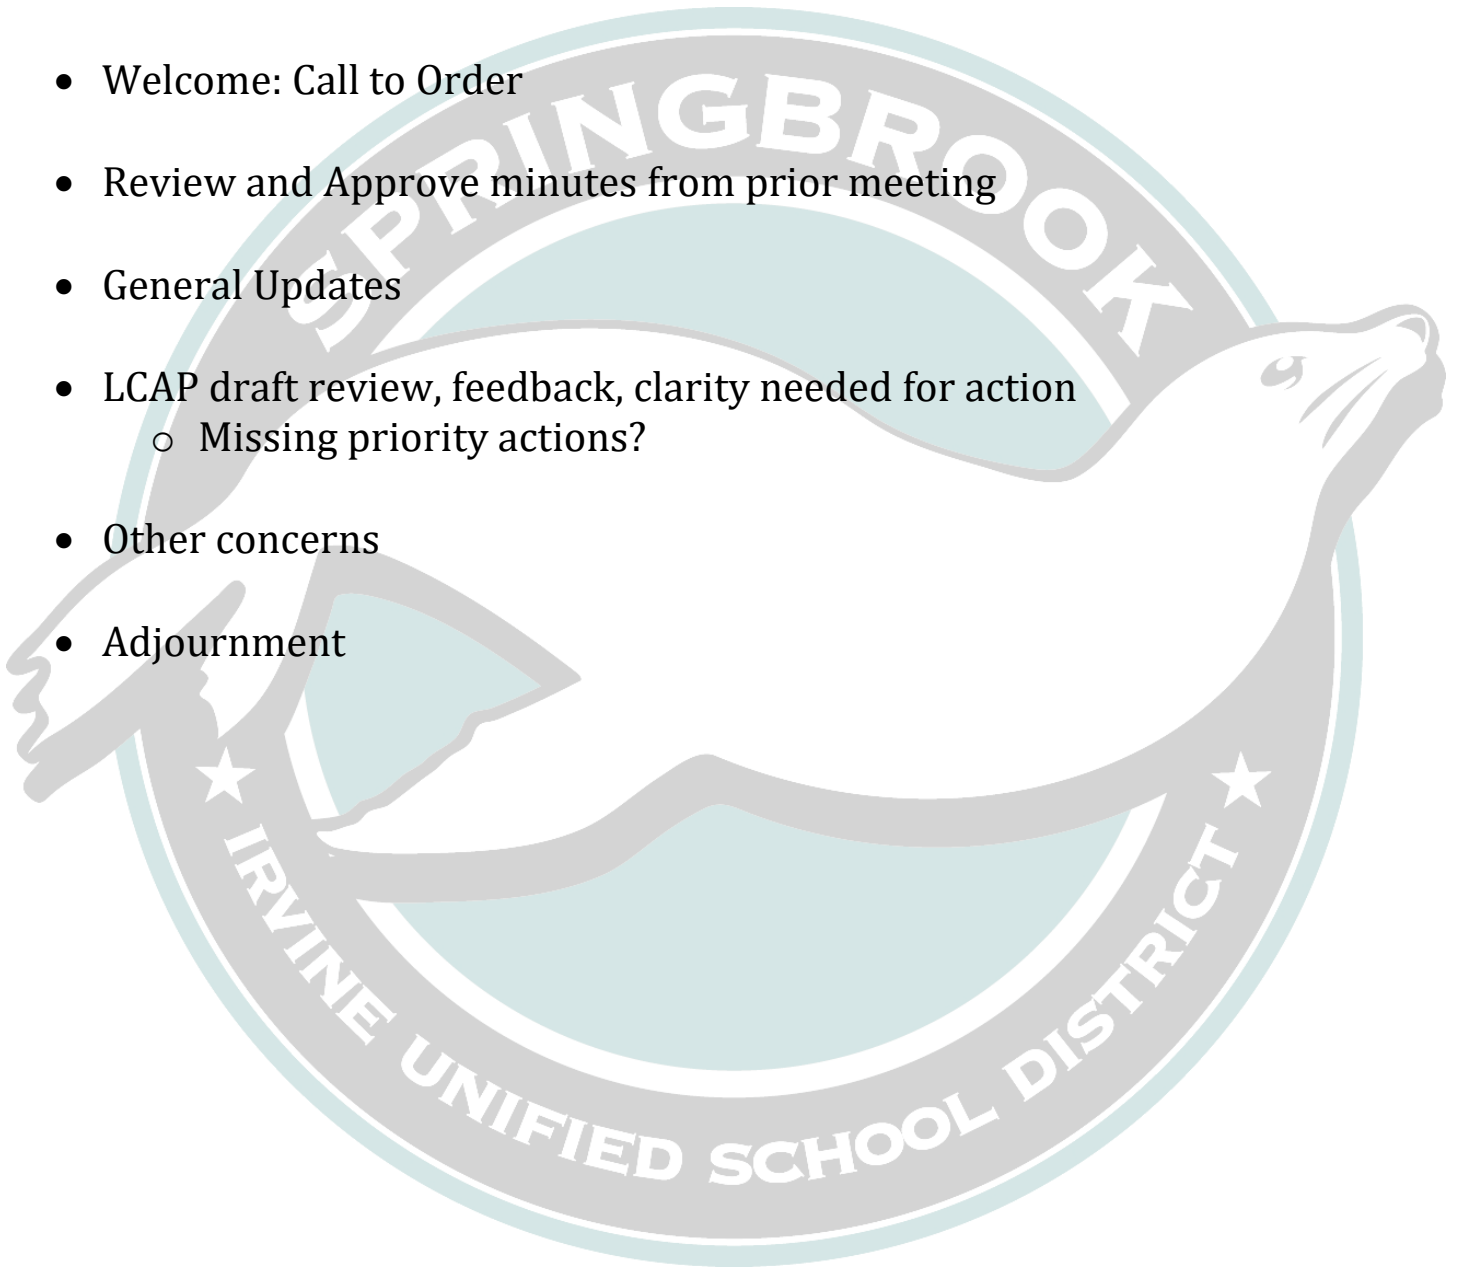 • Welcome: Call to Order
• Review and Approve minutes from prior meeting
• General Updates
• LCAP draft review, feedback, clarity needed for action
o Missing priority actions?
• Other concerns
• Adjournment
SPRINGBROOK
★ IRVINE UNIFIED SCHOOL DISTRICT ★